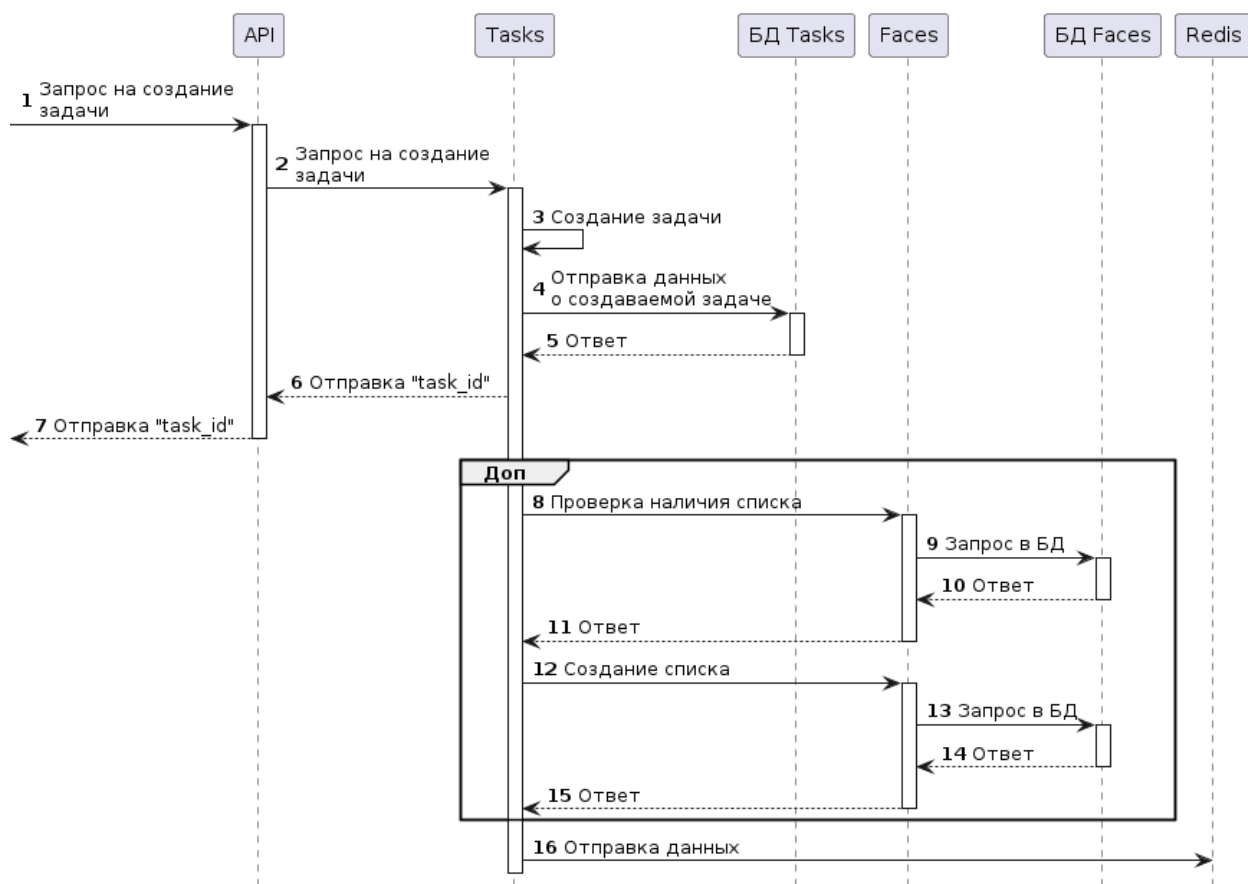 API
Tasks
БД Tasks
Faces
БД Faces
Redis
1 Запрос на создание
задачи
2 Запрос на создание
задачи
3 Создание задачи
4 Отправка данных
о создаваемой задаче
5 Ответ
6 Отправка "task_id"
7 Отправка "task_id"
Доп
8 Проверка наличия списка
9 Запрос в БД
10 Ответ
11 Ответ
12 Создание списка
13 Запрос в БД
14 Ответ
15 Ответ
16 Отправка данных